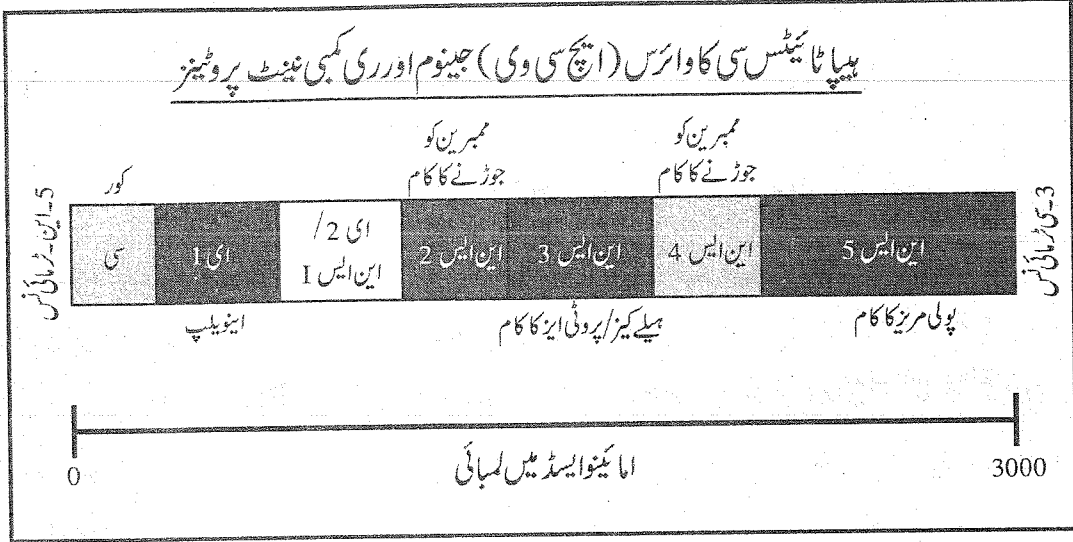 ہیپاٹائیٹس سی کا وائرس (ایچ سی وی) جینوم اور ری کمبی نینٹ پروٹینز
ممبرین کو
جوڑنے کا کام
ممبرین کو
جوڑنے کا کام
کور
5۔این۔ٹرمائی نس
سی
ای 1
ای 2/
این ایس I
این ایس 2
این ایس 3
این ایس 4
این ایس 5
3۔سی ٹرمائی نس
اینویلپ
ہیلے کیز/پروٹی ایز کا کام
پولی مریز کا کام
0
امائینو ایسڈ میں لمبائی
3000